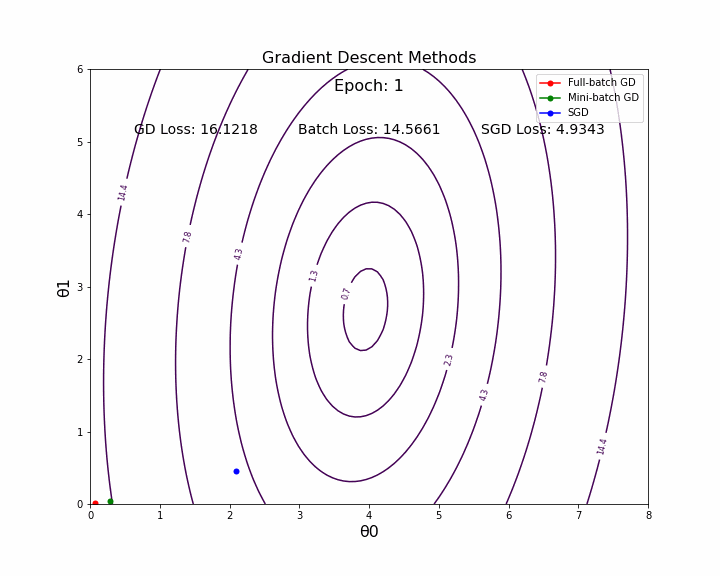 Gradient Descent Methods
Epoch: 1
Full-batch GD
Mini-batch GD
SGD
GD Loss: 16.1218 Batch Loss: 14.5661 SGD Loss: 4.9343
14.4
7.8
4.3
1.3
0.7
2.3
4.3
7.8
14.4
6
5
4
3
2
1
0
θ1
0 1 2 3 4 5 6 7 8
θ0